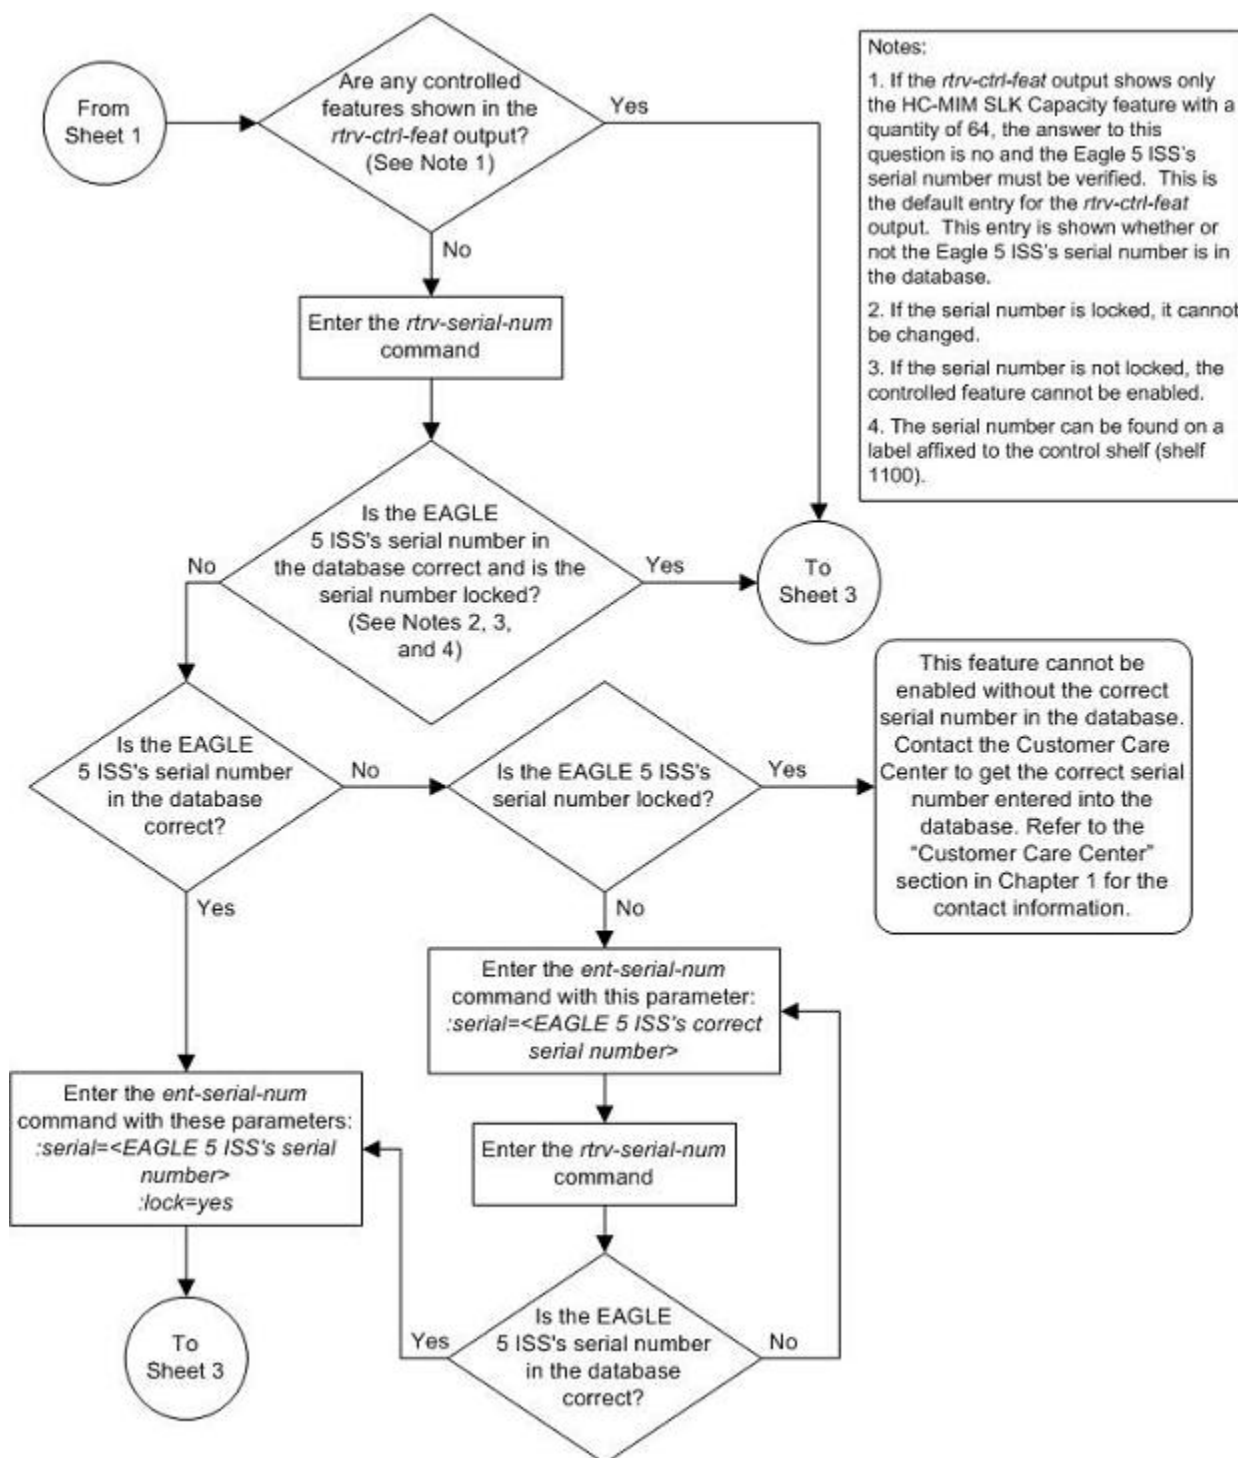 From
Sheet 1
Are any controlled
features shown in the
rtrv-ctrl-feat output?
(See Note 1)
Yes
No
Notes:
1. If the rtrv-ctrl-feat output shows only
the HC-MIM SLK Capacity feature with a
quantity of 64, the answer to this
question is no and the Eagle 5 ISS's
serial number must be verified. This is
the default entry for the rtrv-ctrl-feat
output. This entry is shown whether or
not the Eagle 5 ISS's serial number is in
the database.
2. If the serial number is locked, it cannot
be changed.
3. If the serial number is not locked, the
controlled feature cannot be enabled.
4. The serial number can be found on a
label affixed to the control shelf (shelf
1100).
Enter the rtrv-serial-num
command
Is the EAGLE
5 ISS's serial number in
the database correct and is the
serial number locked?
(See Notes 2, 3,
and 4)
No
Yes
To
Sheet 3
Is the EAGLE
5 ISS's serial number
in the database
correct?
No
Yes
Is the EAGLE 5 ISS's
serial number locked?
Yes
No
This feature cannot be
enabled without the correct
serial number in the database.
Contact the Customer Care
Center to get the correct serial
number entered into the
database. Refer to the
“Customer Care Center”
section in Chapter 1 for the
contact information.
Enter the ent-serial-num
command with this parameter:
:serial=<EAGLE 5 ISS's correct
serial number>
Enter the ent-serial-num
command with these parameters:
:serial=<EAGLE 5 ISS's serial
number>
:lock=yes
Enter the rtrv-serial-num
command
Is the EAGLE
5 ISS's serial number
in the database
correct?
Yes
No
To
Sheet 3